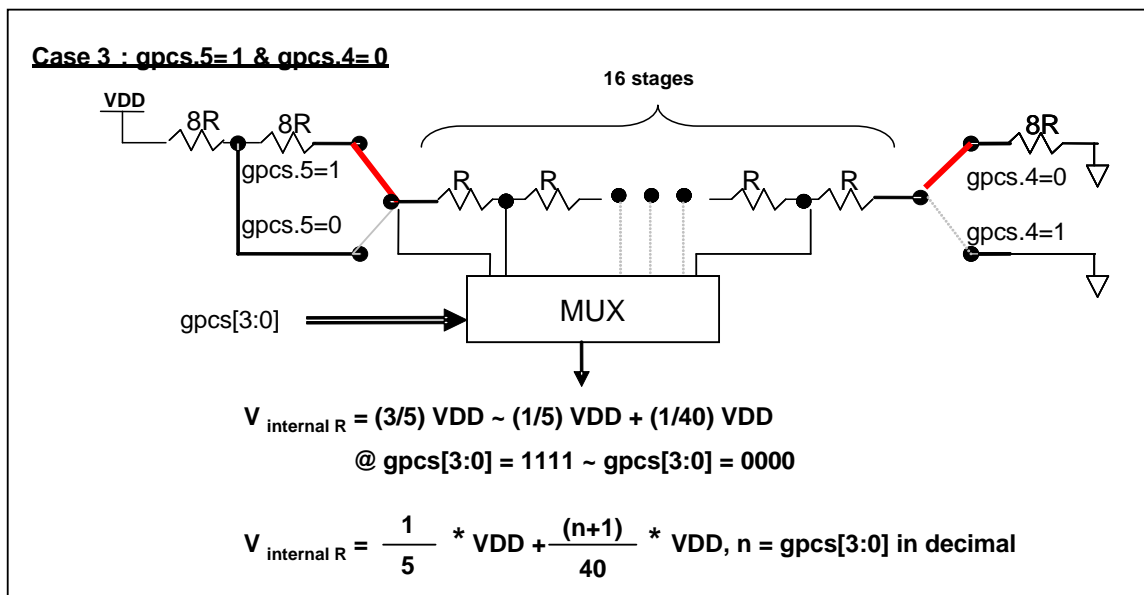 Case 3 : gpcs.5=1 & gpcs.4=0
16 stages
VDD
8R 8R 8R
gpcs.5=1 R R R R gpcs.4=0
gpcs.5=0 gpcs.4=1
gpcs[3:0] MUX
V internal R = (3/5) VDD ~ (1/5) VDD + (1/40) VDD
@ gpcs[3:0] = 1111 ~ gpcs[3:0] = 0000
V internal R = 1/5 * VDD + (n+1)/40 * VDD, n = gpcs[3:0] in decimal